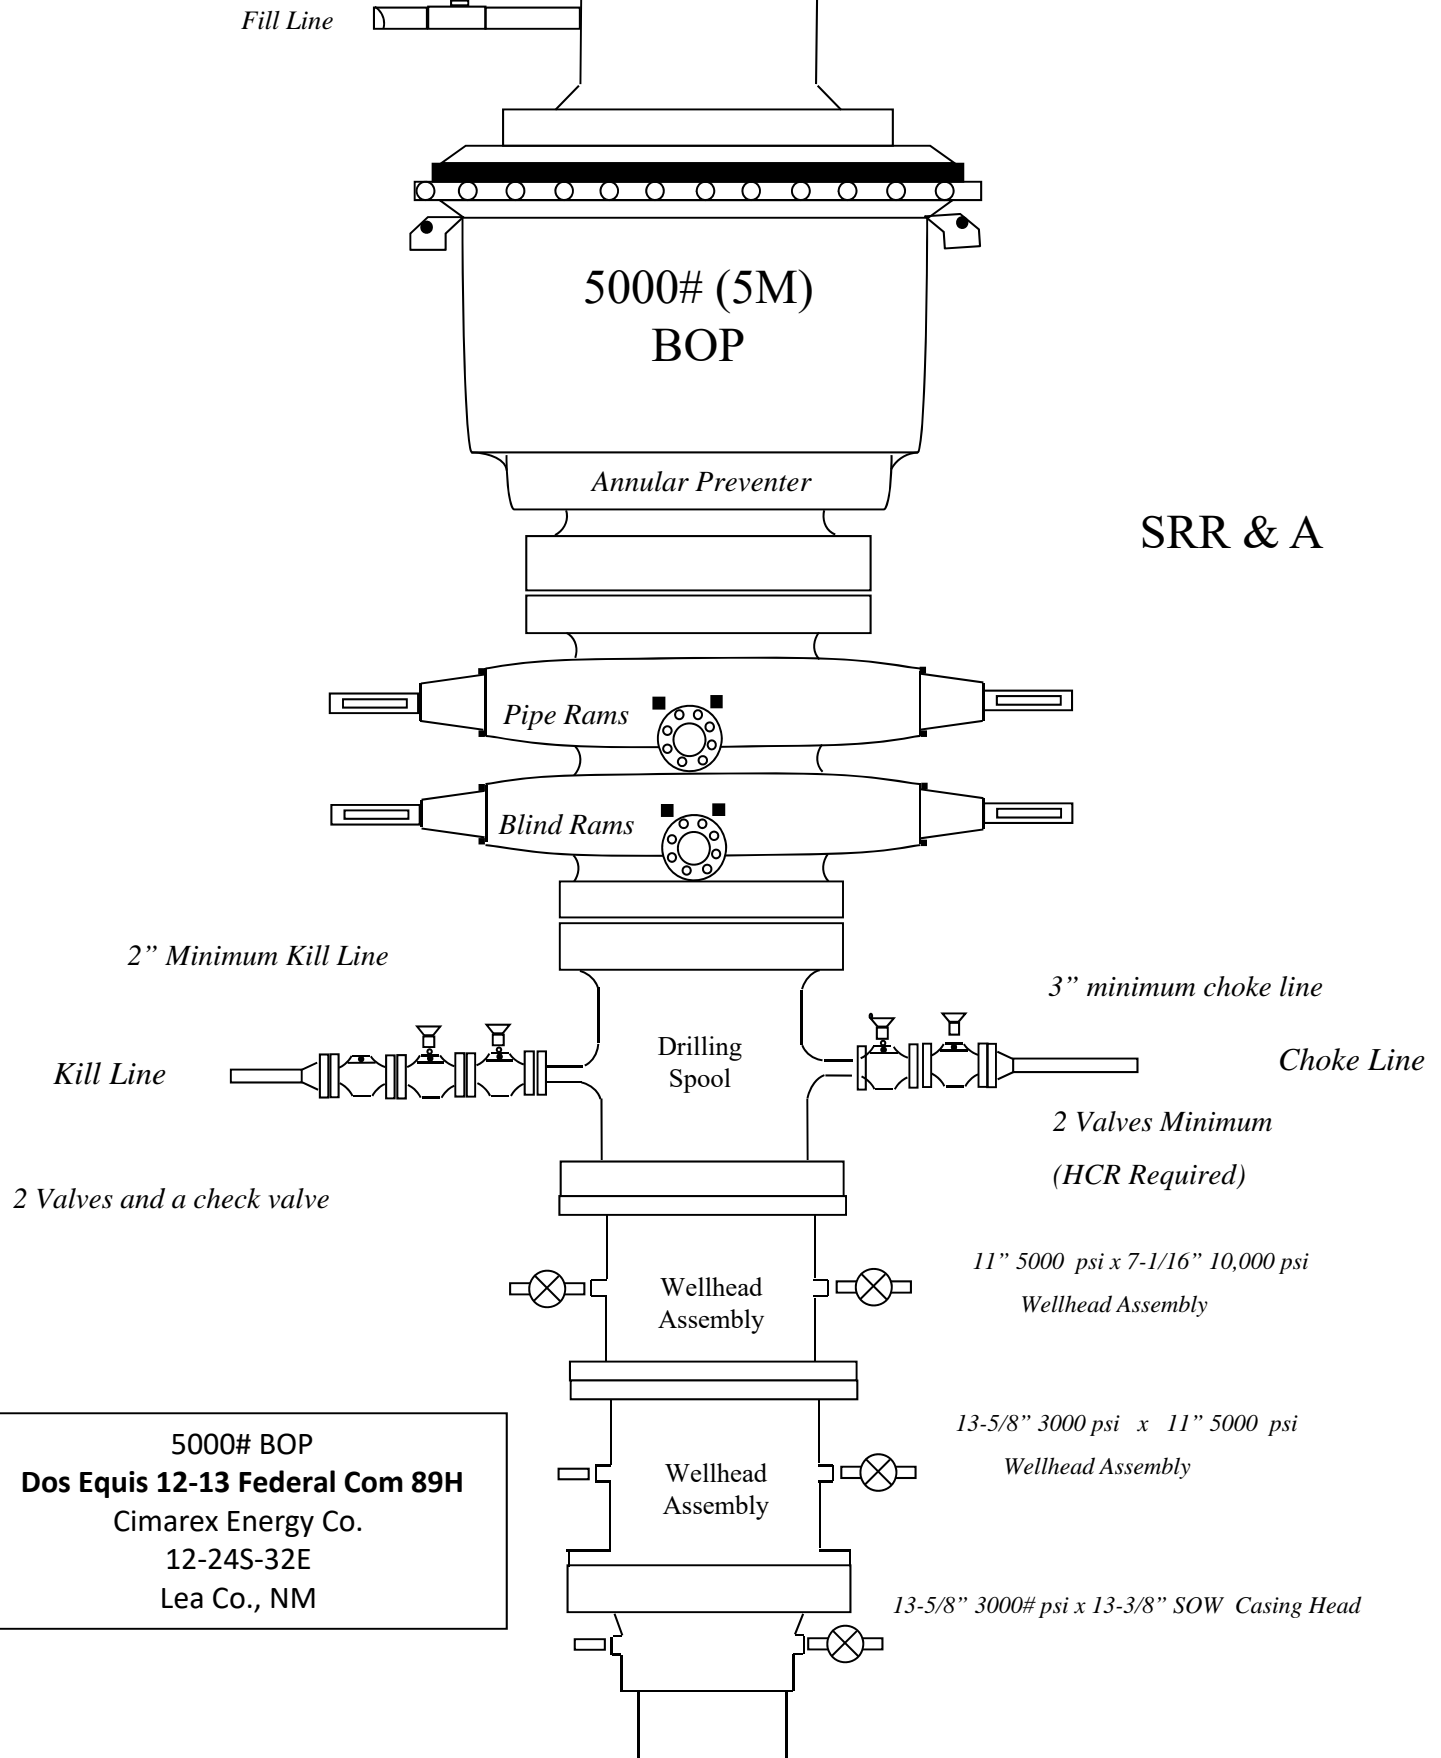 Fill Line
5000# (5M)
BOP
Annular Preventer
SRR & A
Pipe Rams
Blind Rams
2” Minimum Kill Line
3” minimum choke line
Drilling
Spool
Kill Line
Choke Line
2 Valves Minimum
(HCR Required)
2 Valves and a check valve
11” 5000 psi x 7-1/16” 10,000 psi
Wellhead Assembly
Wellhead
Assembly
13-5/8” 3000 psi x 11” 5000 psi
Wellhead Assembly
Wellhead
Assembly
5000# BOP
Dos Equis 12-13 Federal Com 89H
Cimarex Energy Co.
12-24S-32E
Lea Co., NM
13-5/8” 3000# psi x 13-3/8” SOW Casing Head